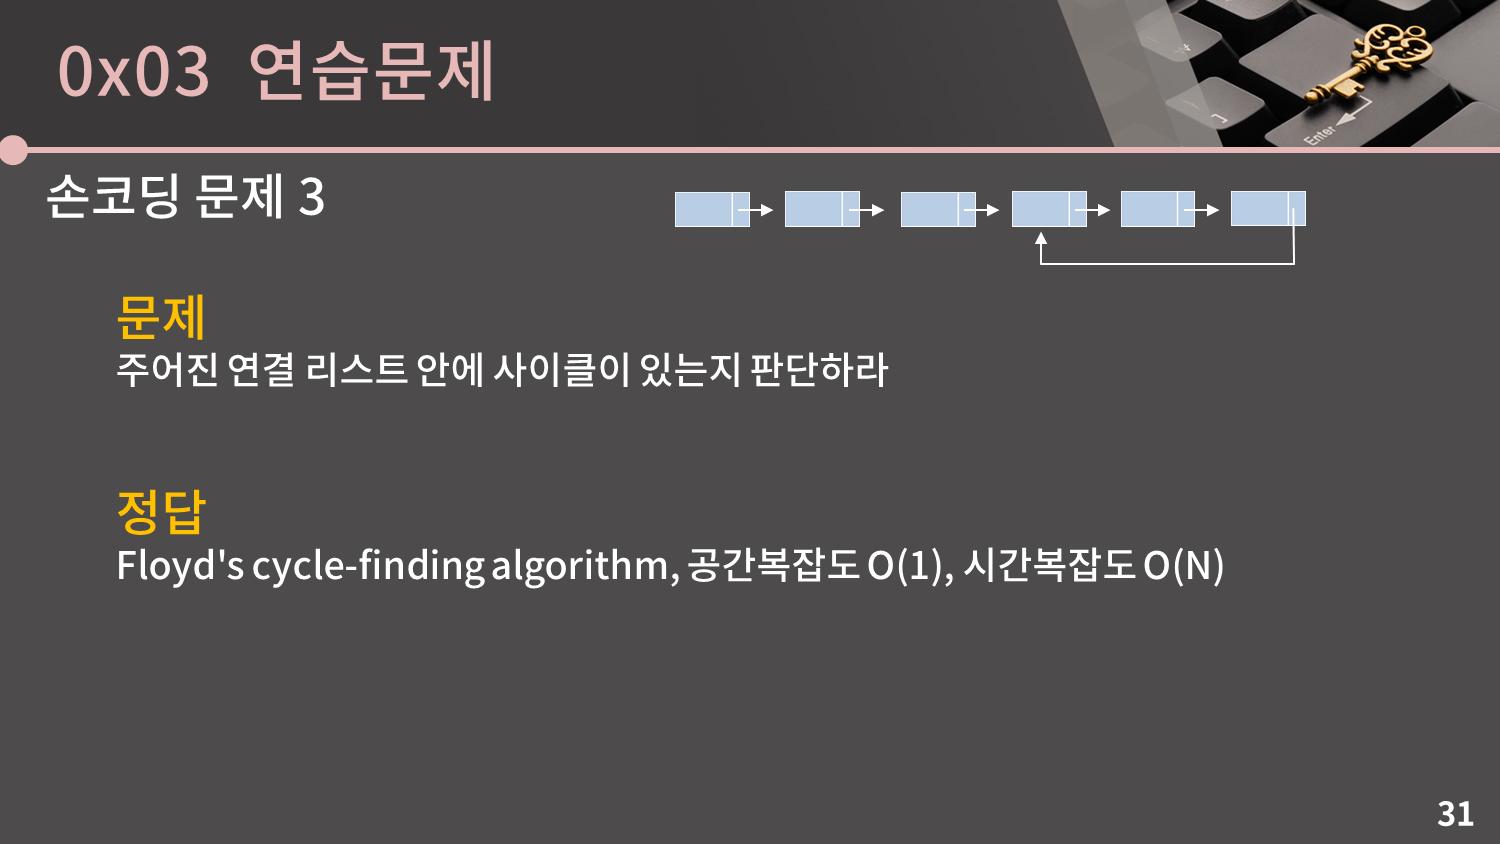 0x03 연습문제
손코딩 문제 3
문제
주어진 연결 리스트 안에 사이클이 있는지 판단하라
정답
Floyd's cycle-finding algorithm, 공간복잡도 O(1), 시간복잡도 O(N)
Enter
31